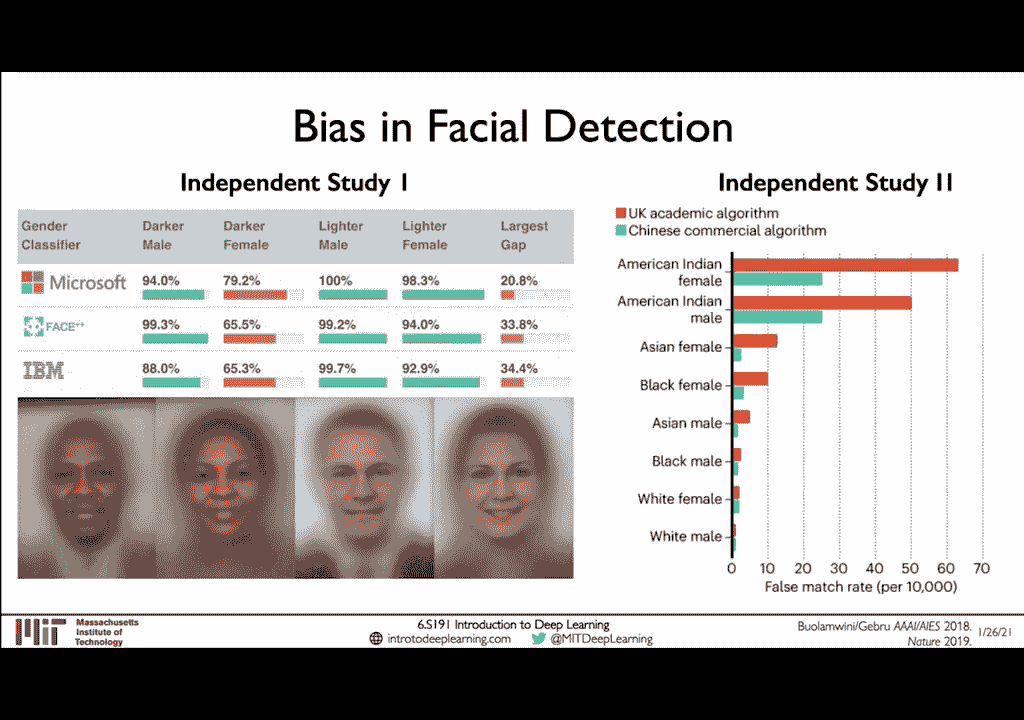 Bias in Facial Detection
Independent Study I
Gender Classifier
Darker Male
Darker Female
Lighter Male
Lighter Female
Largest Gap
Microsoft 94.0% 79.2% 100% 98.3% 20.8%
FACE++ 99.3% 65.5% 99.2% 94.0% 33.8%
IBM 88.0% 65.3% 99.7% 92.9% 34.4%
Independent Study II
UK academic algorithm
Chinese commercial algorithm
American Indian
female
American Indian
male
Asian female
Black female
Asian male
Black male
White female
White male
0 10 20 30 40 50 60 70
False match rate (per 10,000)
MIT
Massachusetts
Institute of
Technology
6.S191 Introduction to Deep Learning
introtodeeplearning.com @MITDeepLearning
Buolamwini/Gebru AAAI/AIES 2018.
Nature 2019.
1/26/21